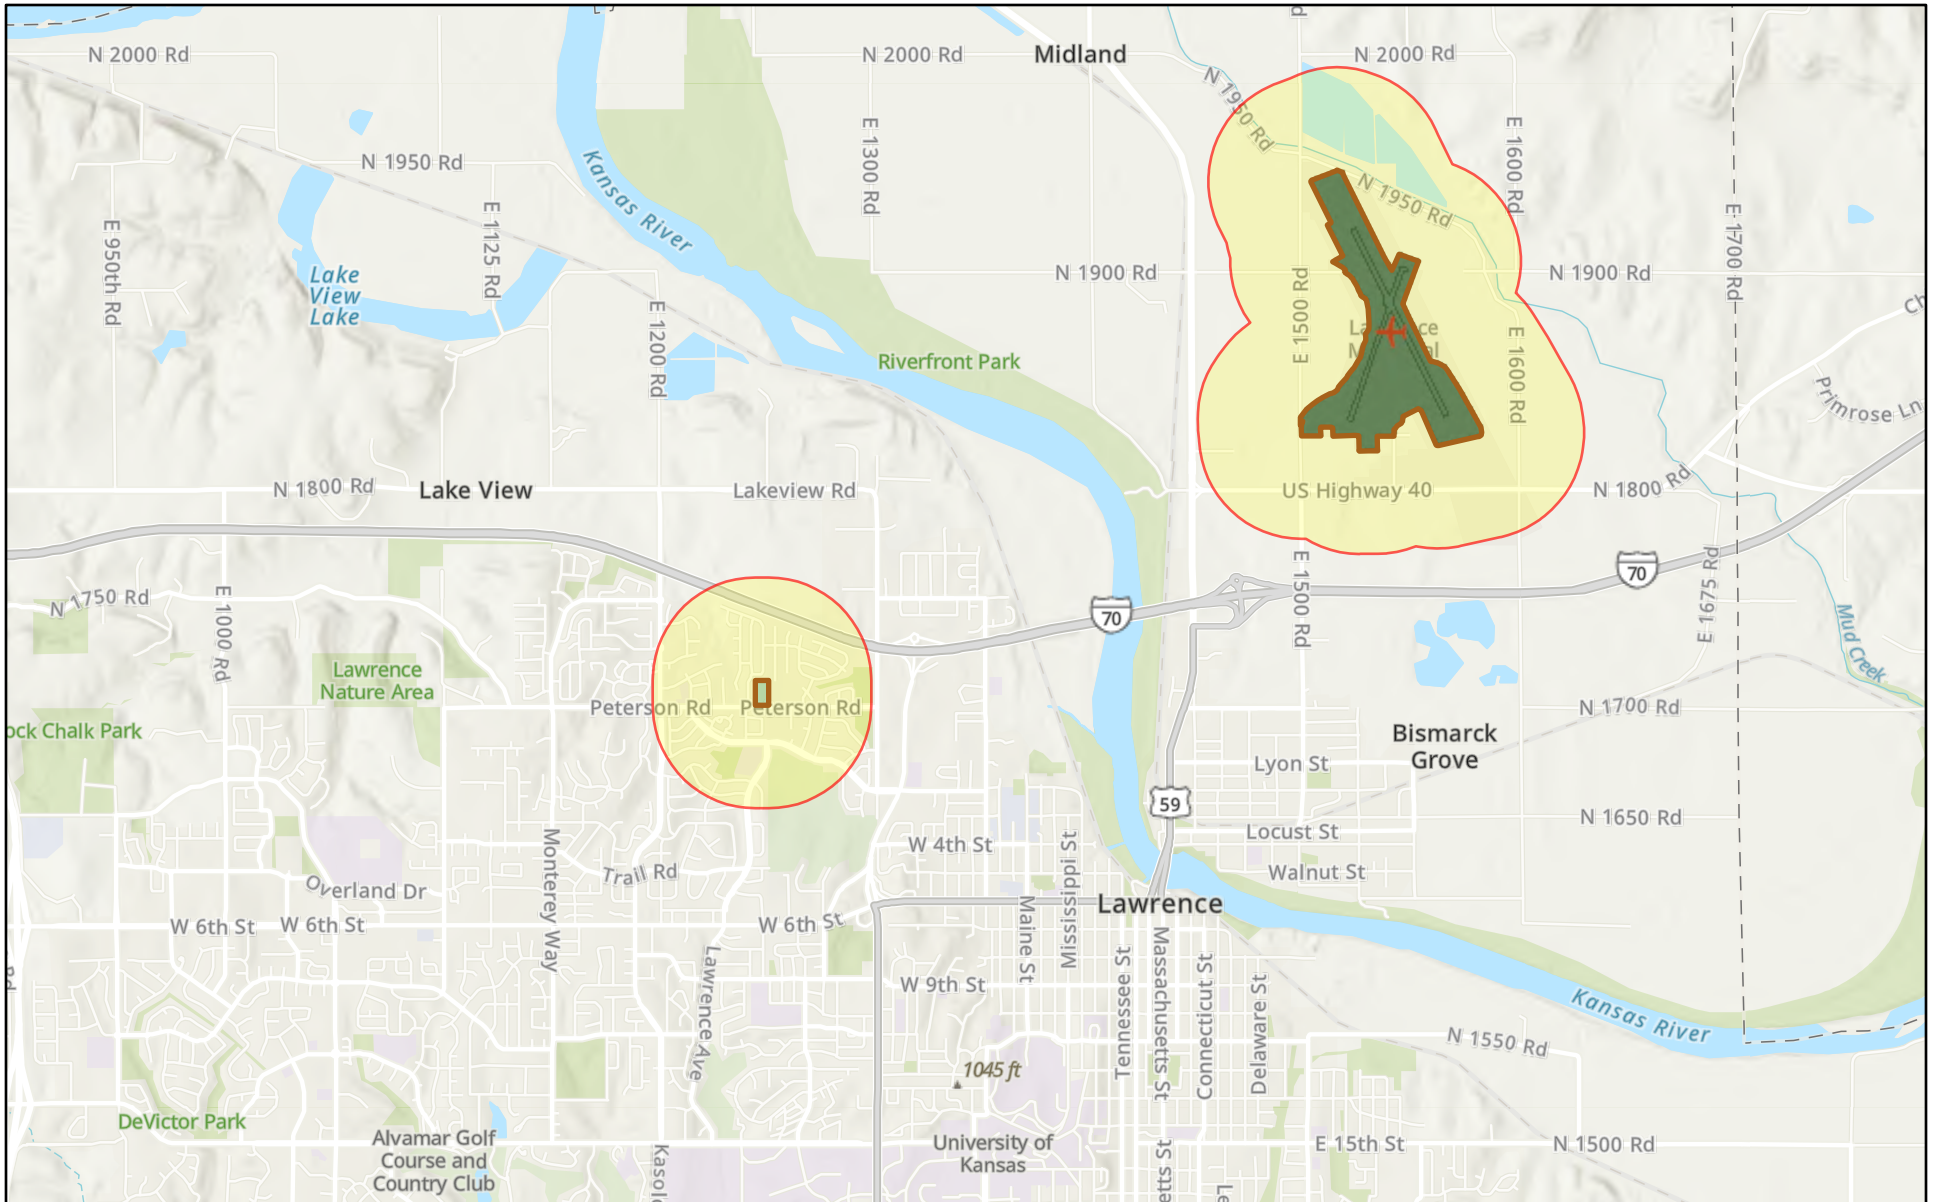 N 2000 Rd
N 2000 Rd
Midland
N 2000 Rd
N 1950 Rd
E 1300 Rd
E 1600 Rd
N 1950 Rd
Kansas River
N 1950 Rd
E 950th Rd
E 1125 Rd
E 1700 Rd
Lake
View
Lake
N 1900 Rd
N 1900 Rd
E 1500 Rd
E 1200 Rd
E 1600 Rd
Riverfront Park
Primrose Ln
N 1800 Rd
Lake View
Lakeview Rd
US Highway 40
N 1800 Rd
70
70
N 1750 Rd
E 1000 Rd
E 1500 Rd
E 1675 Rd
Mud Creek
Lawrence
Nature Area
Peterson Rd
Peterson Rd
N 1700 Rd
ock Chalk Park
Bismarck
Grove
Lyon St
59
N 1650 Rd
Locust St
W 4th St
Mississippi St
Monterey Way
Trail Rd
Walnut St
Overland Dr
Lawrence
W 6th St
W 6th St
W 6th St
Maine St
Lawrence Ave
W 9th St
Tennessee St
Massachusetts St
Connecticut St
Delaware St
Kansas River
N 1550 Rd
1045 ft
DeVictor Park
Alvamar Golf
Course and
Country Club
University of
Kansas
E 15th St
N 1500 Rd